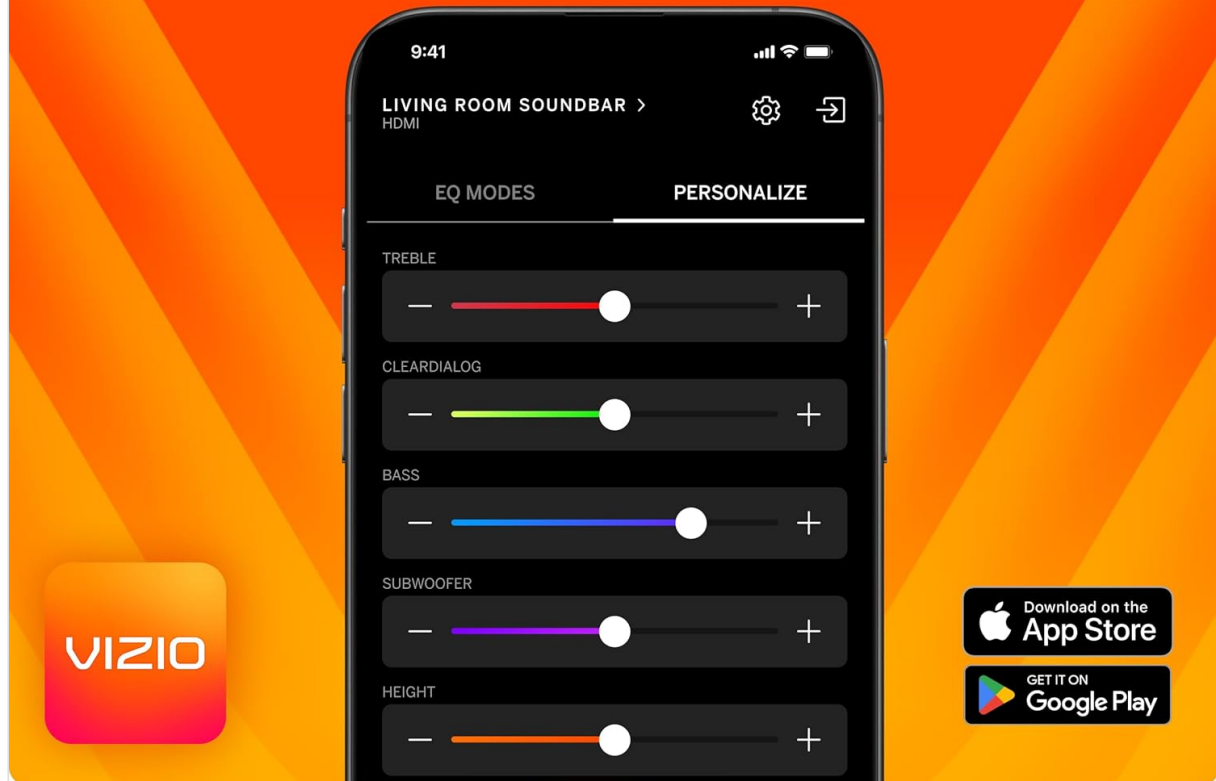 9:41
LIVING ROOM SOUNDBAR >
HDMI
EQ MODES
PERSONALIZE
TREBLE
CLEARDIALOG
BASS
SUBWOOFER
HEIGHT
VIZIO
Download on the
App Store
GET IT ON
Google Play